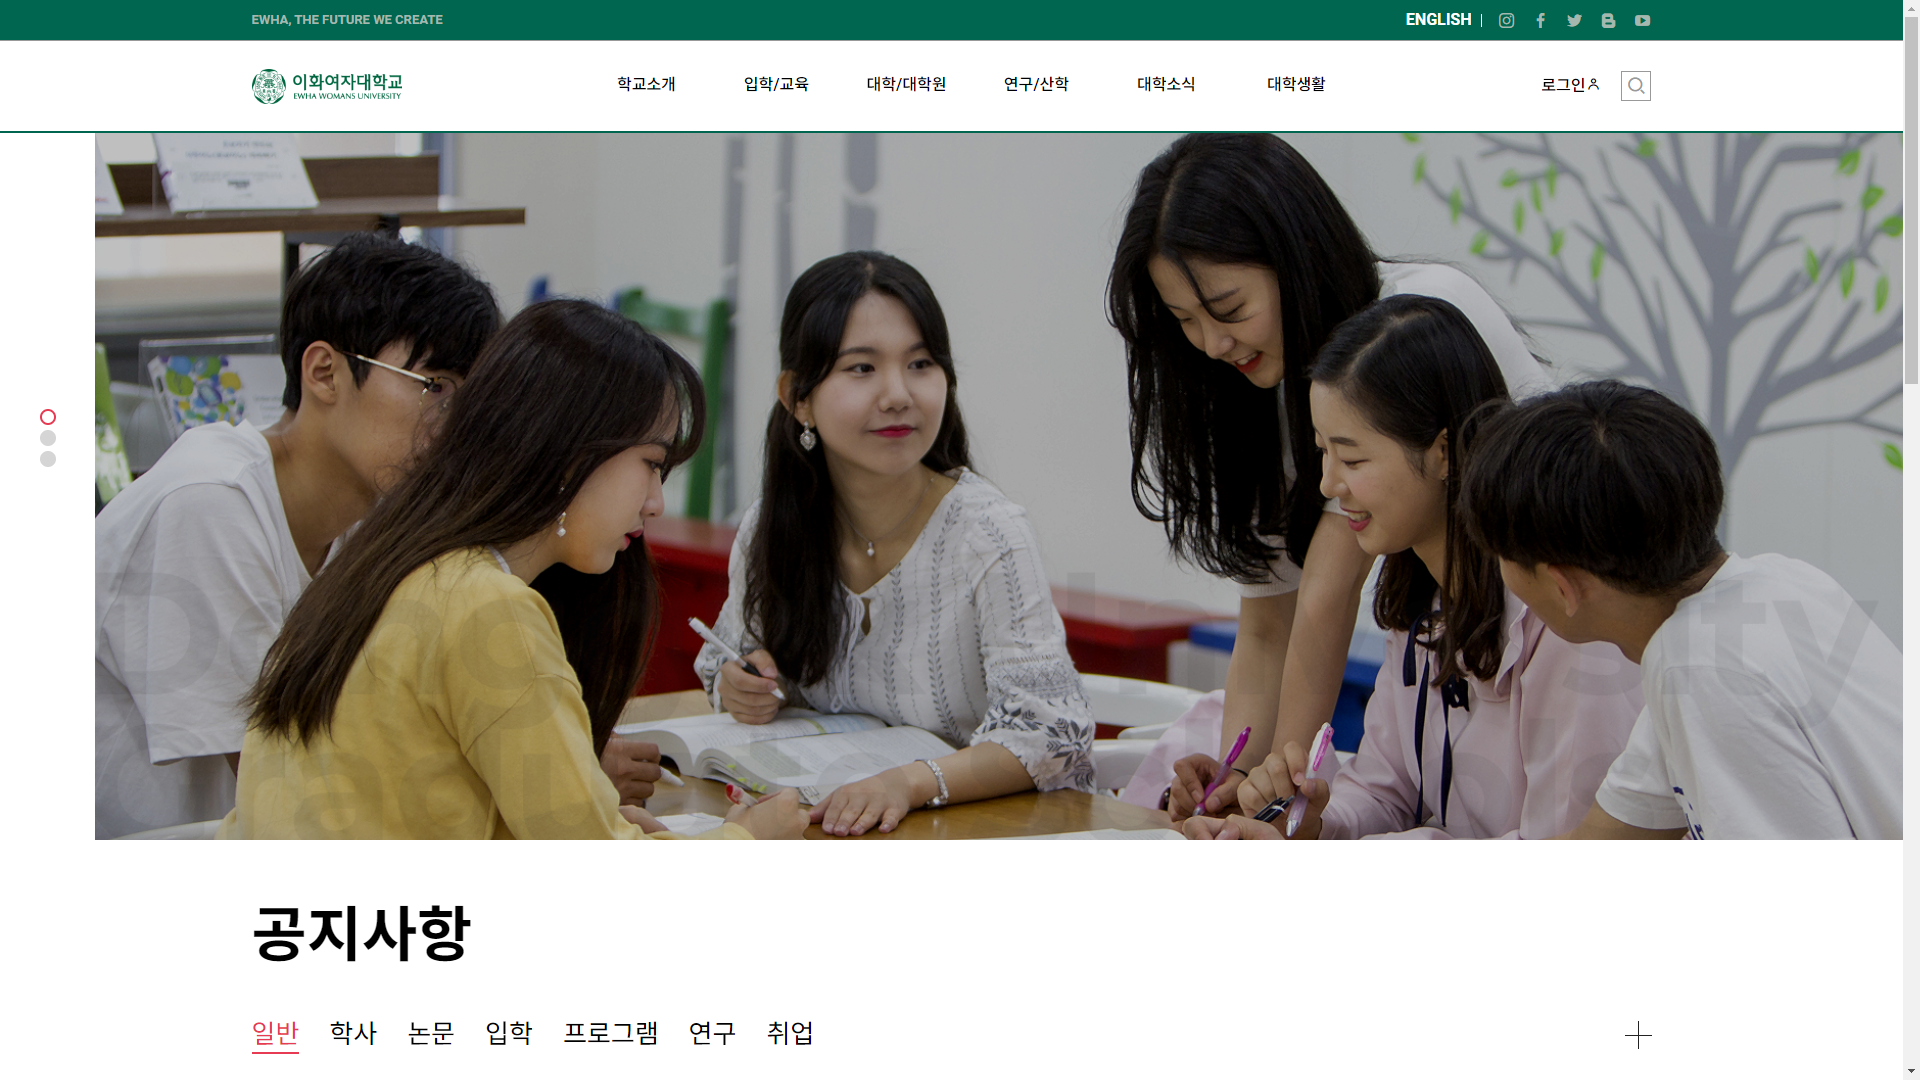 EWHA, THE FUTURE WE CREATE
ENGLISH
이화여자대학교
EWHA WOMANS UNIVERSITY
학교소개
입학/교육
대학/대학원
연구/산학
대학소식
대학생활
로그인
공지사항
일반
학사
논문
입학
프로그램
연구
취업